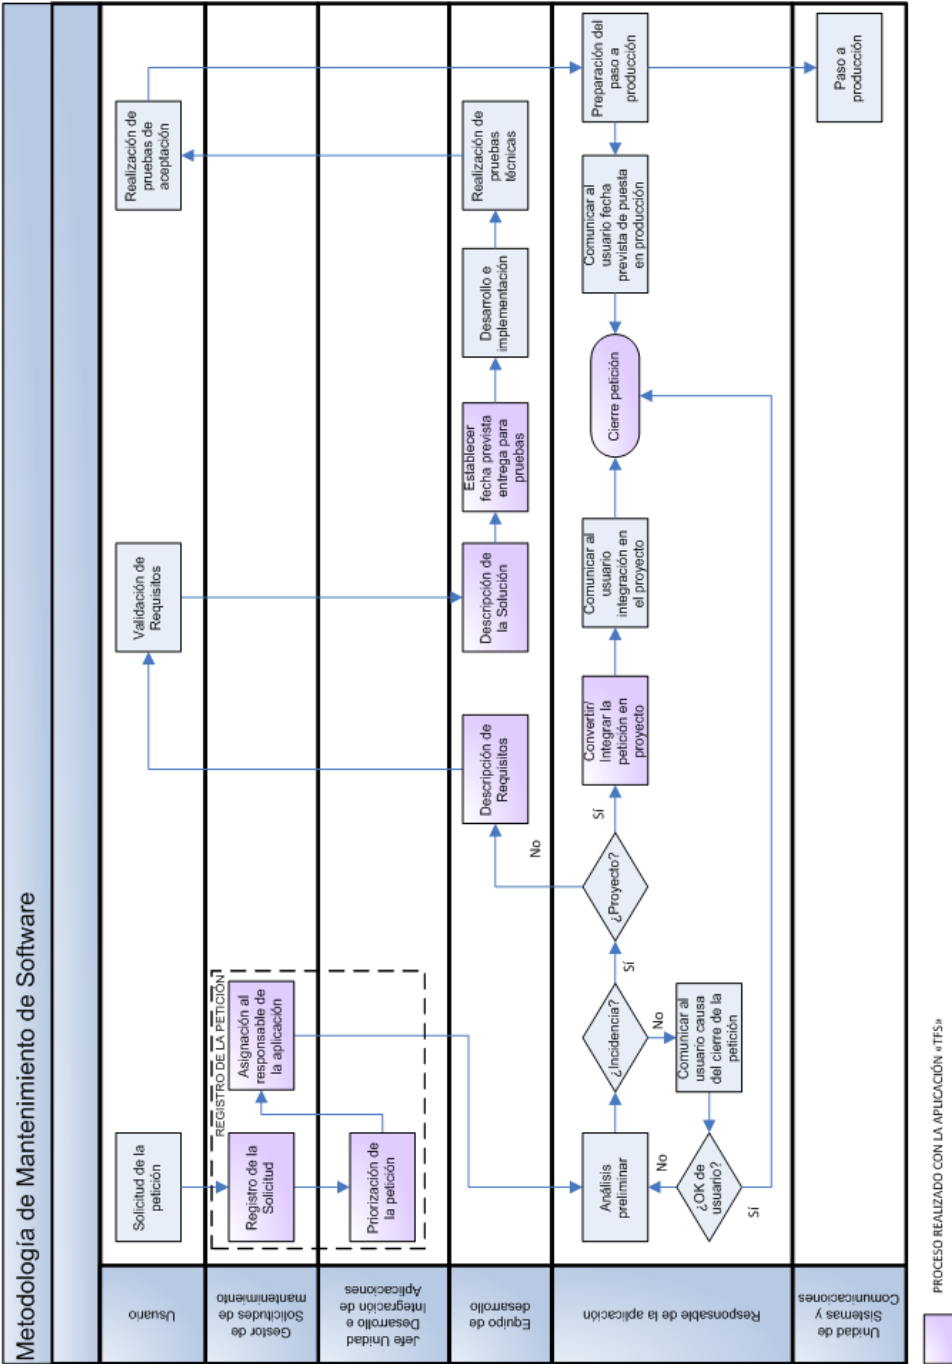 Metodología de Mantenimiento de Software
Usuario
Solicitud de la
petición
Validación de
Requisitos
Realización de
pruebas de
aceptación
Gestor de
Solicitudes de
mantenimiento
REGISTRO DE LA PETICIÓN
Registro de la
Solicitud
Asignación al
responsable de
la aplicación
Jefe Unidad
Desarrollo e
Integración de
Aplicaciones
Priorización de
la petición
Equipo de
desarrollo
No
Descripción de
Requisitos
Descripción de
la Solución
Establecer
fecha prevista
entrega para
pruebas
Desarrollo e
implementación
Realización de
pruebas
técnicas
Responsable de la aplicación
Análisis
preliminar
¿Incidencia?
Sí
¿Proyecto?
Sí
Convertir/
Integrar la
petición en
proyecto
Comunicar al
usuario
integración en
el proyecto
Cierre petición
Comunicar al
usuario fecha
prevista de puesta
en producción
Preparación del
paso a
producción
No
No
¿OK de
usuario?
Sí
Comunicar al
usuario causa
del cierre de la
petición
Unidad de
Sistemas y
Comunicaciones
Paso a
producción
PROCESO REALIZADO CON LA APLICACIÓN «TFS»